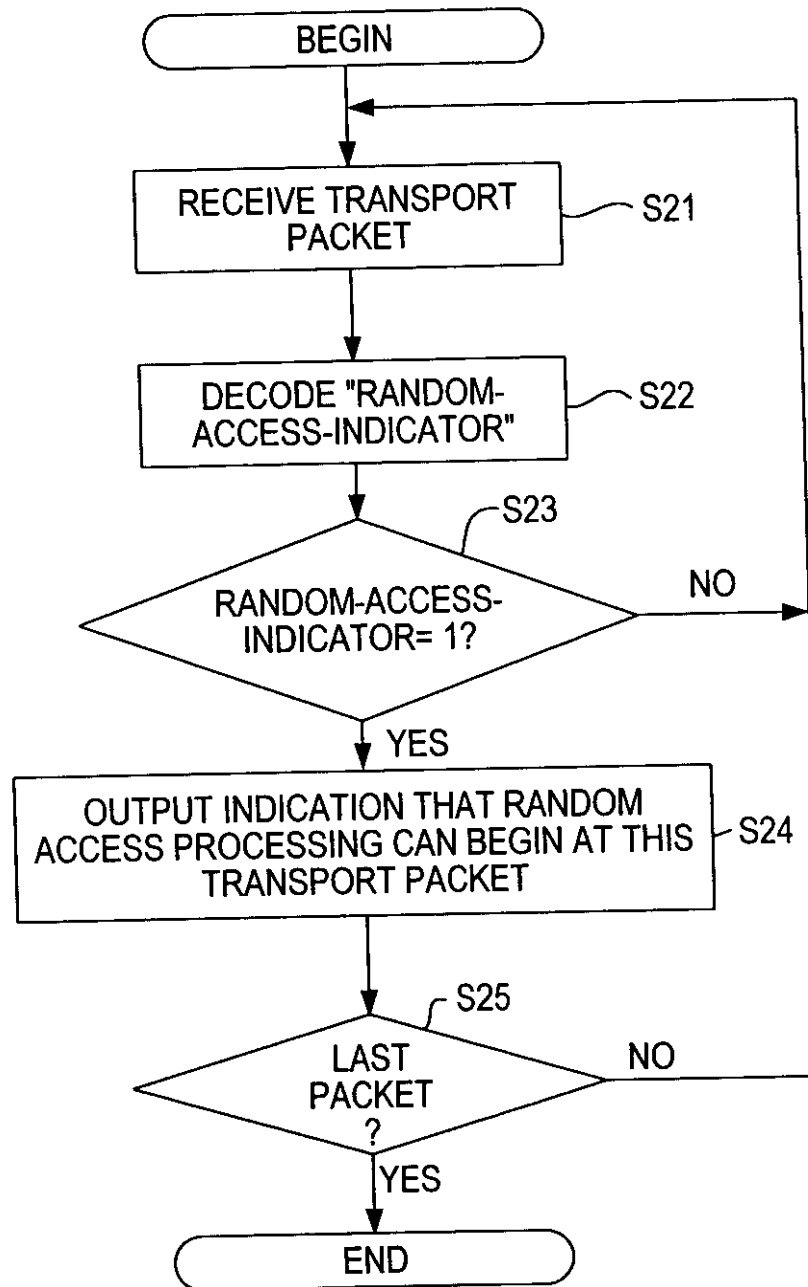 BEGIN
RECEIVE TRANSPORT
PACKET
S21
DECODE "RANDOM-
ACCESS-INDICATOR"
S22
S23
RANDOM-ACCESS-
INDICATOR= 1?
NO
YES
OUTPUT INDICATION THAT RANDOM
ACCESS PROCESSING CAN BEGIN AT THIS
TRANSPORT PACKET
S24
S25
LAST
PACKET
?
NO
YES
END